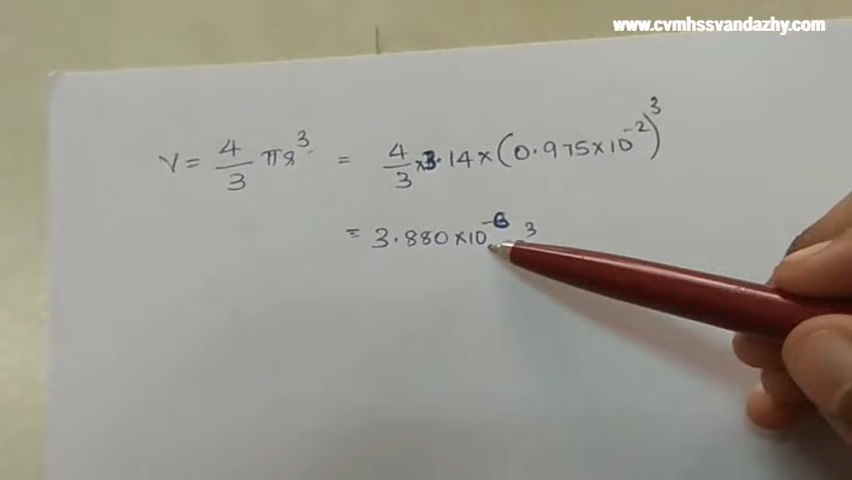 www.cvmhssvandazhy.com
V = 4/3 πr³ = 4/3 × 3.14 × (0.975×10⁻²)³
= 3.880×10⁻⁶ 3